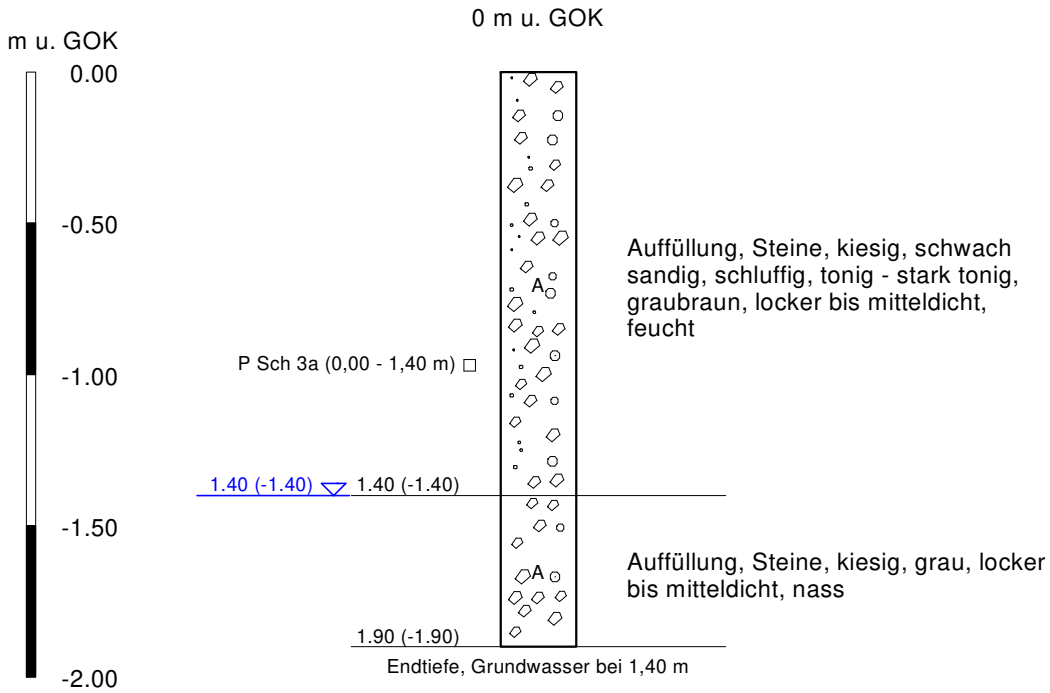 0 m u. GOK
m u. GOK
0.00
-0.50
Auffüllung, Steine, kiesig, schwach
sandig, schluffig, tonig - stark tonig,
graubraun, locker bis mitteldicht,
feucht
A
P Sch 3a (0,00 - 1,40 m)
-1.00
1.40 (-1.40)
1.40 (-1.40)
-1.50
Auffüllung, Steine, kiesig, grau, locker
bis mitteldicht, nass
A
1.90 (-1.90)
Endtiefe, Grundwasser bei 1,40 m
-2.00